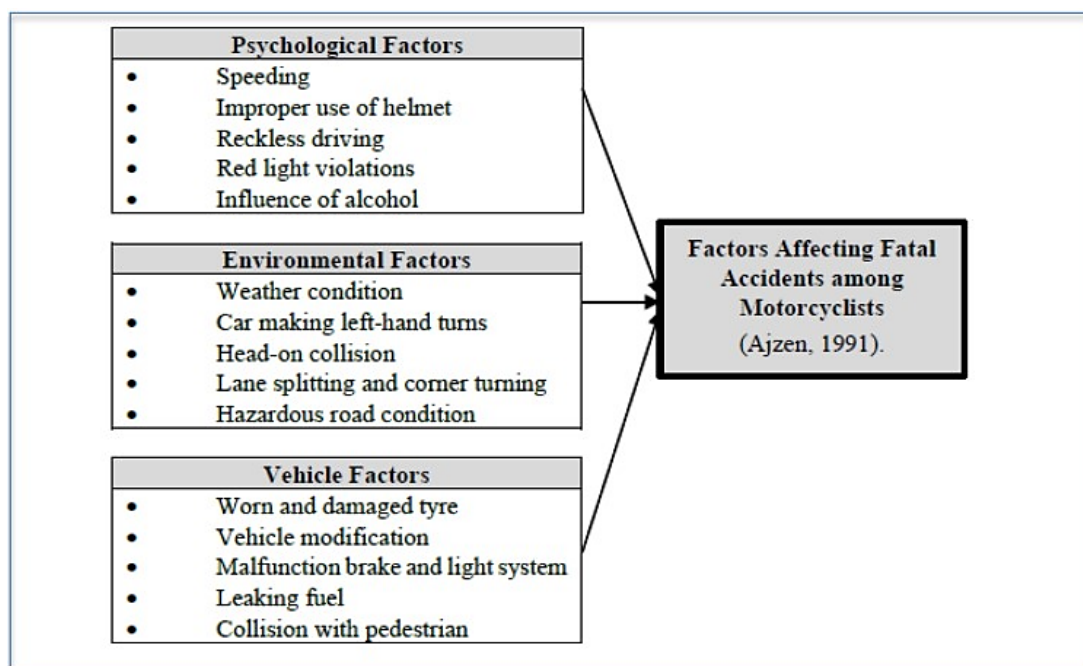 Psychological Factors
• Speeding
• Improper use of helmet
• Reckless driving
• Red light violations
• Influence of alcohol
Environmental Factors
• Weather condition
• Car making left-hand turns
• Head-on collision
• Lane splitting and corner turning
• Hazardous road condition
Vehicle Factors
• Worn and damaged tyre
• Vehicle modification
• Malfunction brake and light system
• Leaking fuel
• Collision with pedestrian
Factors Affecting Fatal
Accidents among
Motorcyclists
(Ajzen, 1991).